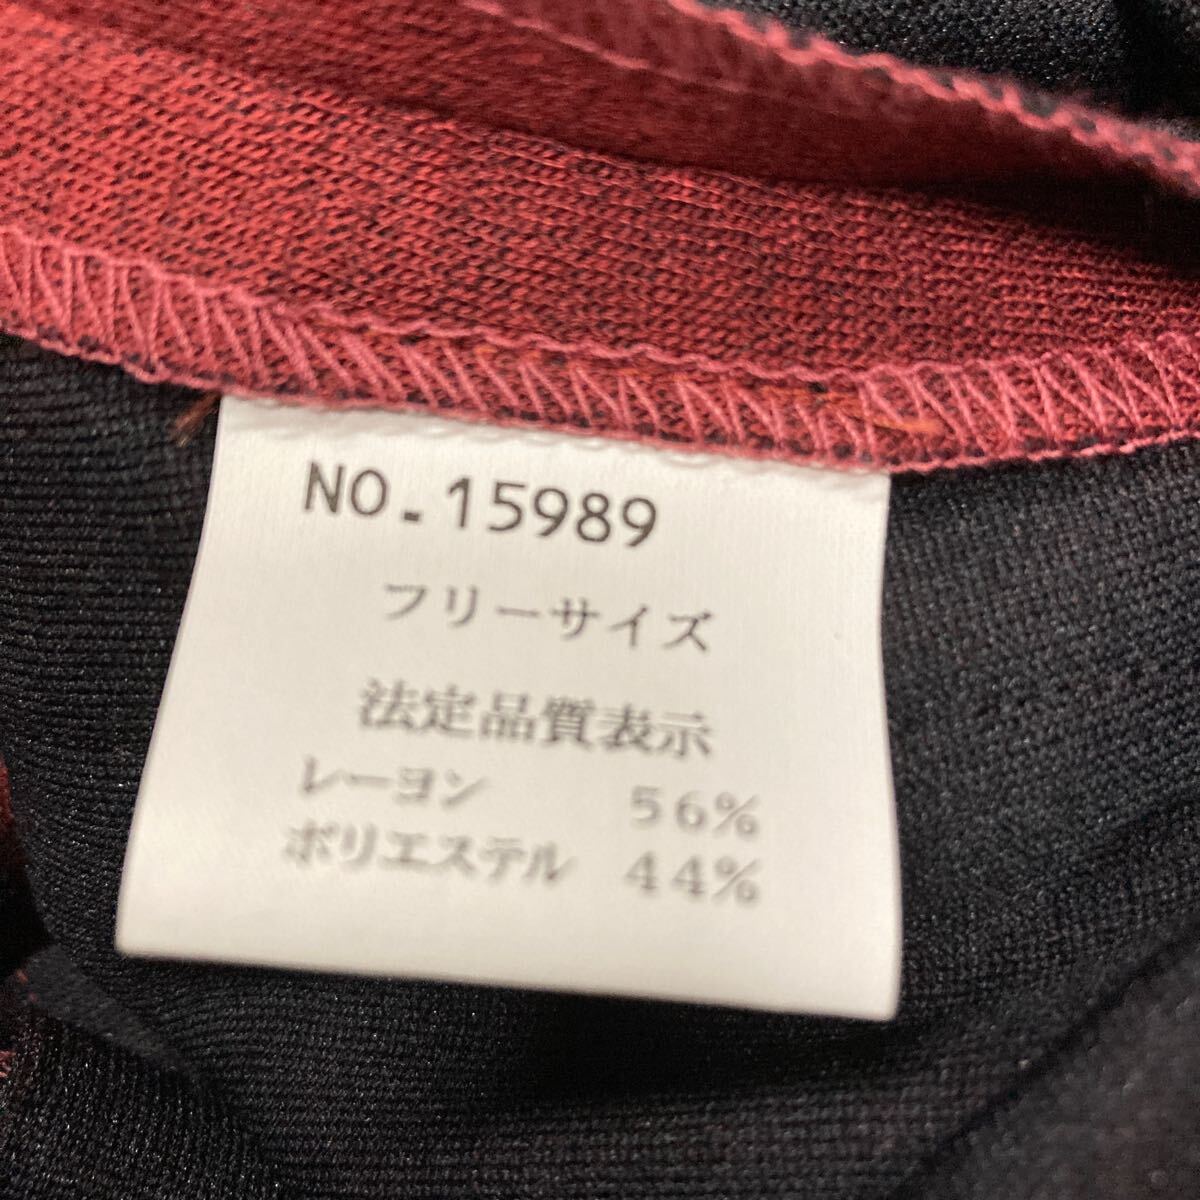 NO.15989
フリーサイズ
法定品質表示
レーヨン 56%
ポリエステル 44%